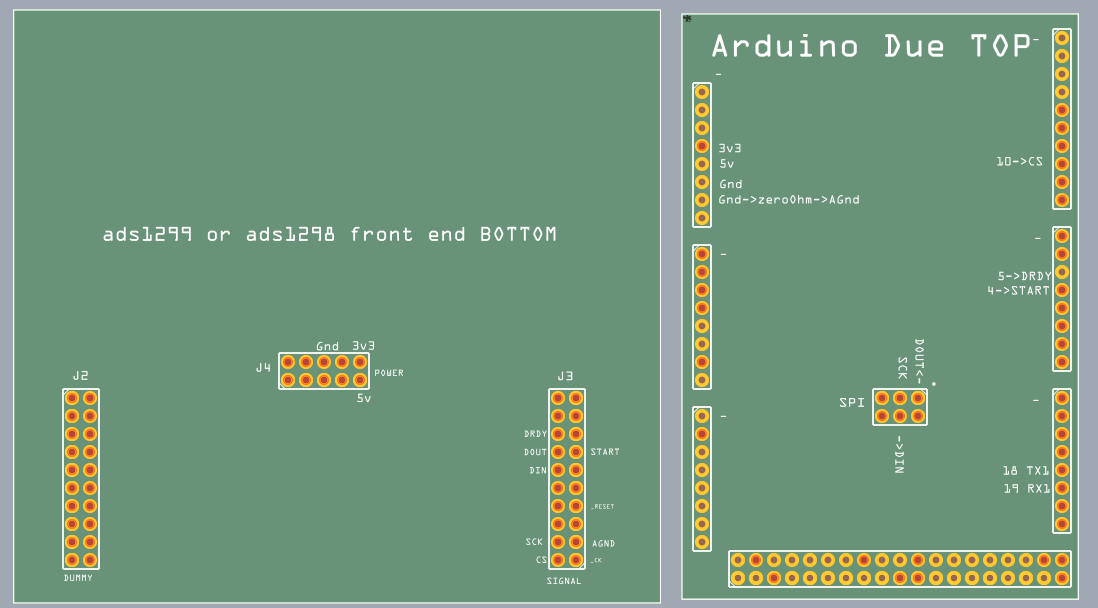 ads1299 or ads1298 front end BOTTOM
Gnd 3v3
J4
POWER
5v
J2
DUMMY
J3
DRDY
DOUT
START
DIN
_RESET
SCK
AGND
CS
_CK
SIGNAL
Arduino Due TOP
3v3
5v
Gnd
Gnd->zeroOhm->AGnd
10->CS
5->DRDY
4->START
SCK
DOUT<-
SPI
->DIN
18 TX1
19 RX1